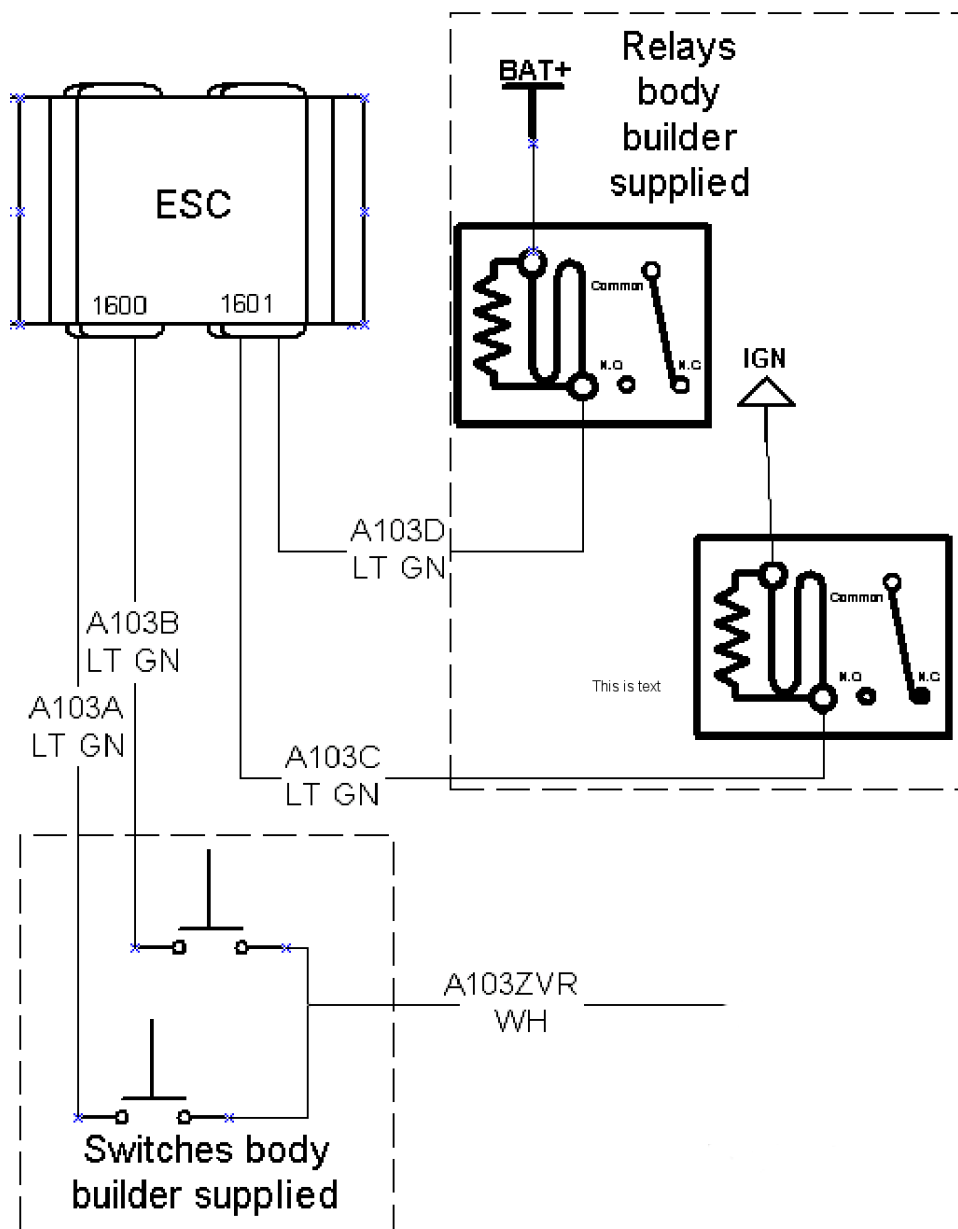 Relays
body
builder
supplied
BAT+
ESC
1600
1601
Common
N.O
N.C
IGN
A103D
LT GN
Common
N.O
N.C
A103B
LT GN
This is text
A103A
LT GN
A103C
LT GN
A103ZVR
WH
Switches body
builder supplied